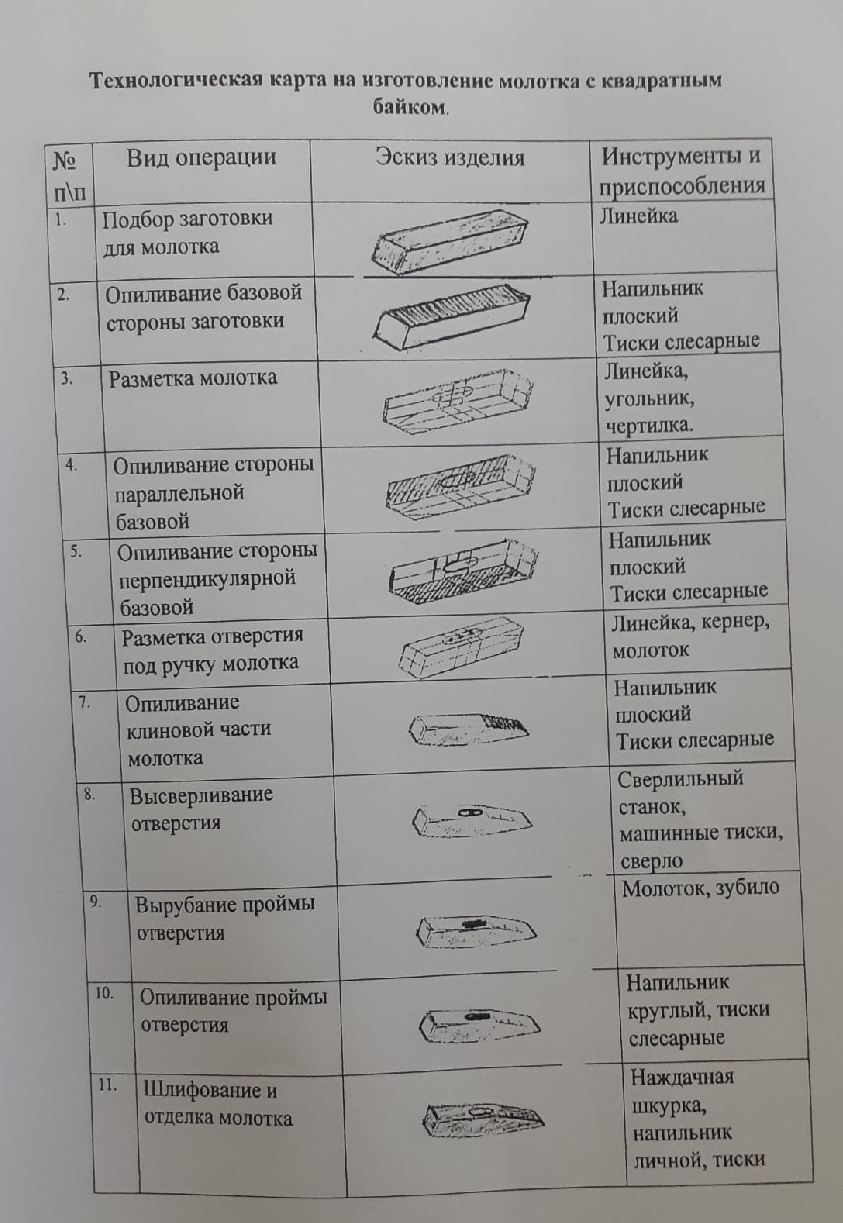 Технологическая карта на изготовление молотка с квадратным
байком.
№
п\п
Вид операции
Эскиз изделия
Инструменты и
приспособления
1.
Подбор заготовки
для молотка
Линейка
2.
Опиливание базовой
стороны заготовки
Напильник
плоский
Тиски слесарные
3.
Разметка молотка
Линейка,
угольник,
чертилка.
4.
Опиливание стороны
параллельной
базовой
Напильник
плоский
Тиски слесарные
5.
Опиливание стороны
перпендикулярной
базовой
Напильник
плоский
Тиски слесарные
6.
Разметка отверстия
под ручку молотка
Линейка, кернер,
молоток
7.
Опиливание
клиновой части
молотка
Напильник
плоский
Тиски слесарные
8.
Высверливание
отверстия
Сверлильный
станок,
машинные тиски,
сверло
9.
Вырубание проймы
отверстия
Молоток, зубило
10.
Опиливание проймы
отверстия
Напильник
круглый, тиски
слесарные
11.
Шлифование и
отделка молотка
Наждачная
шкурка,
напильник
личной, тиски